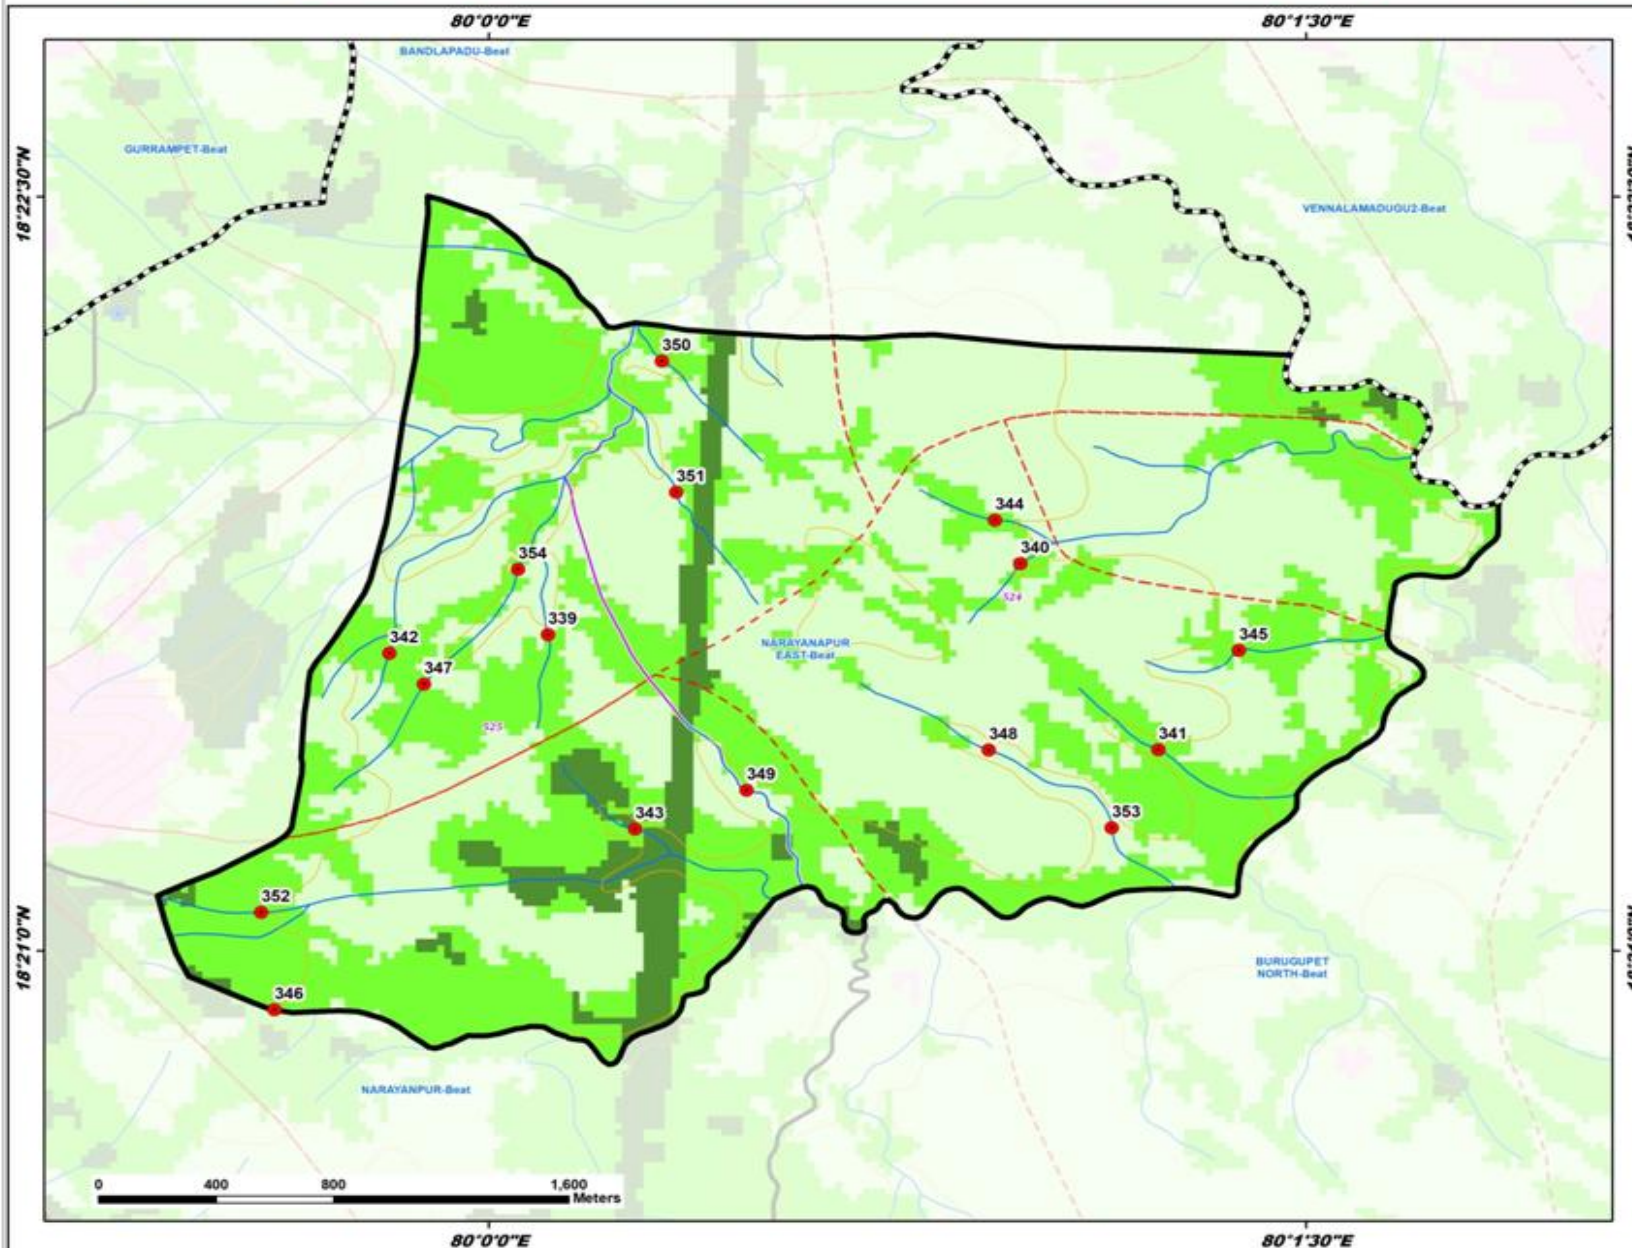 80°0'0"E
80°1'30"E
BANDLAPADU-Beat
GURRAMPET-Beat
18°22'30"N
VENNALAMADUGU2-Beat
350
351
344
354
340
524
339
342
NARAYANAPUR
EAST-Beat
345
347
525
348
341
349
343
353
352
18°21'0"N
BURUGUPET
NORTH-Beat
346
NARAYANPUR-Beat
0
400
800
1,600
Meters
80°0'0"E
80°1'30"E